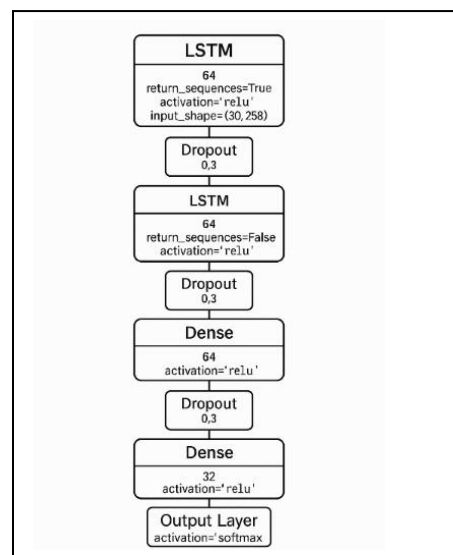 LSTM
64
return_sequences=True
activation='relu'
input_shape=(30,258)
Dropout
0,3
LSTM
64
return_sequences=False
activation='relu'
Dropout
0,3
Dense
64
activation='relu'
Dropout
0,3
Dense
32
activation='relu'
Output Layer
activation='softmax